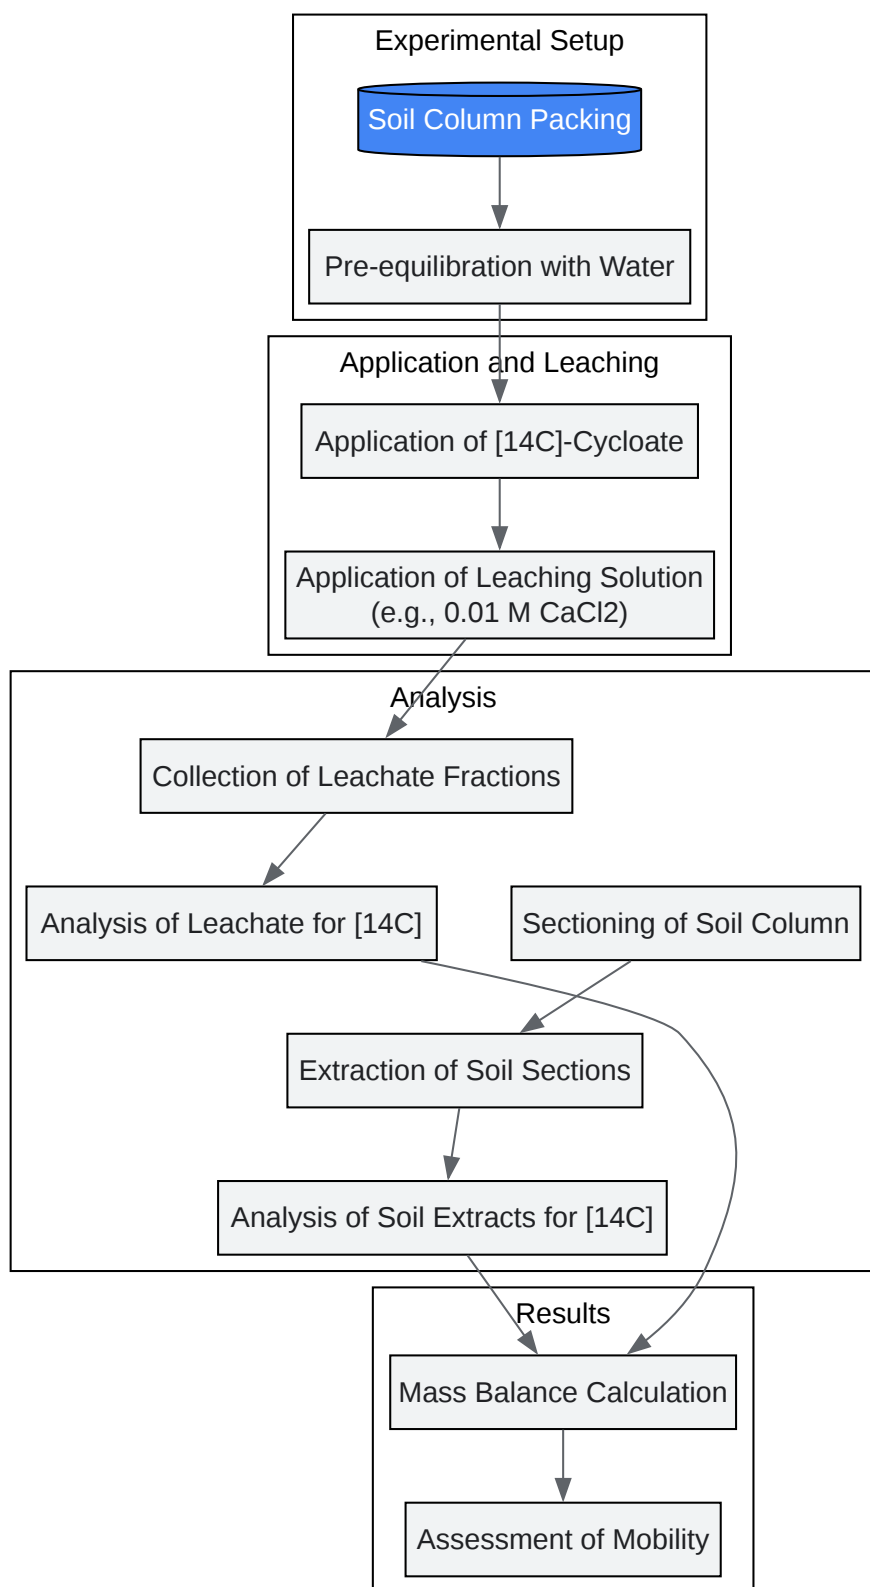 Experimental Setup
Soil Column Packing
Pre-equilibration with Water
Application and Leaching
Application of [14C]-Cycloate
Application of Leaching Solution
(e.g., 0.01 M CaCl2)
Analysis
Collection of Leachate Fractions
Analysis of Leachate for [14C]
Sectioning of Soil Column
Extraction of Soil Sections
Analysis of Soil Extracts for [14C]
Results
Mass Balance Calculation
Assessment of Mobility